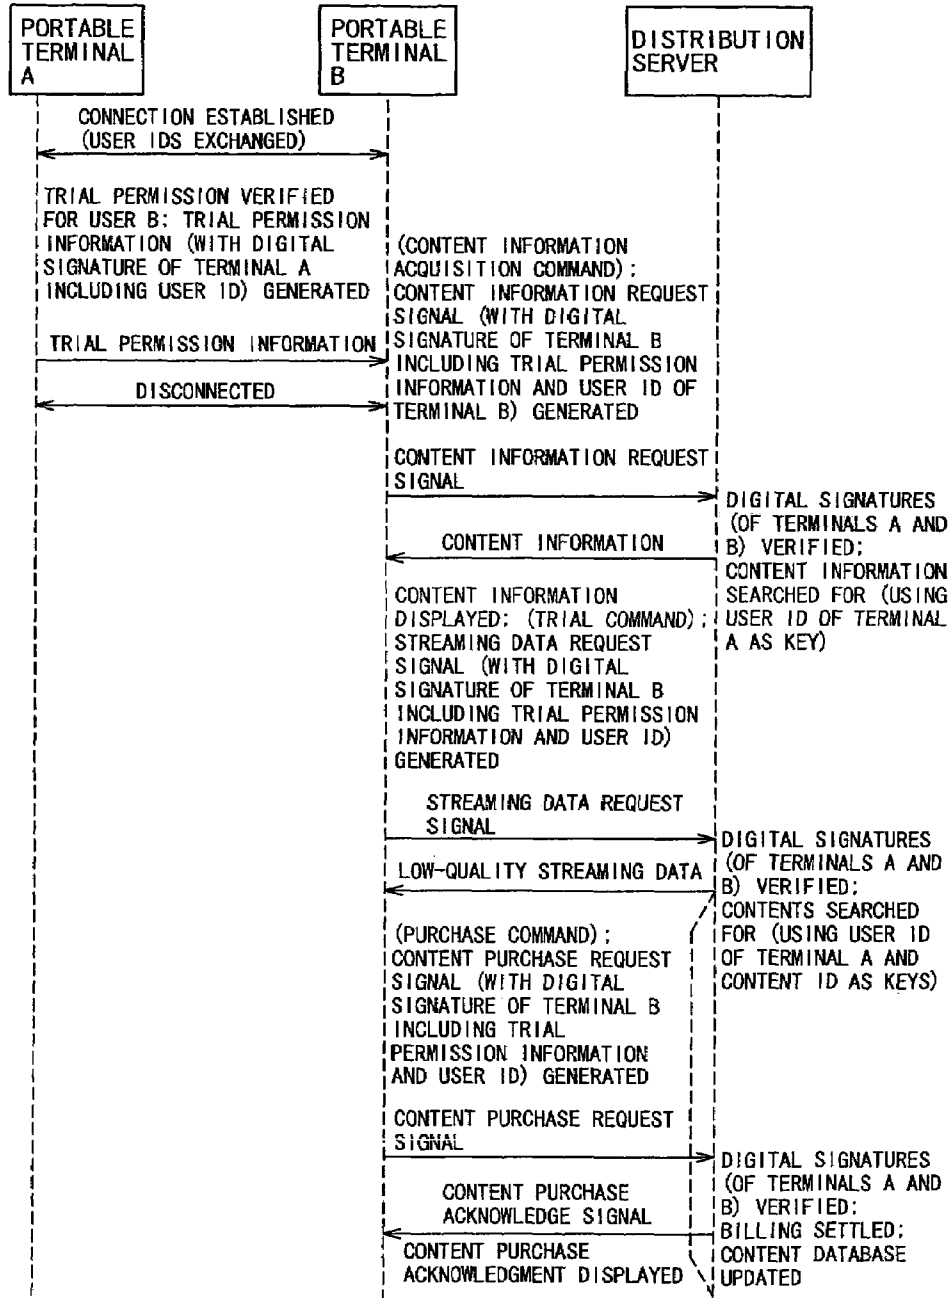 PORTABLE
TERMINAL
A
PORTABLE
TERMINAL
B
DISTRIBUTION
SERVER
CONNECTION ESTABLISHED
(USER IDS EXCHANGED)
TRIAL PERMISSION VERIFIED
FOR USER B; TRIAL PERMISSION
INFORMATION (WITH DIGITAL
SIGNATURE OF TERMINAL A
INCLUDING USER ID) GENERATED
TRIAL PERMISSION INFORMATION
DISCONNECTED
(CONTENT INFORMATION
ACQUISITION COMMAND);
CONTENT INFORMATION REQUEST
SIGNAL (WITH DIGITAL
SIGNATURE OF TERMINAL B
INCLUDING TRIAL PERMISSION
INFORMATION AND USER ID OF
TERMINAL B) GENERATED
CONTENT INFORMATION REQUEST
SIGNAL
DIGITAL SIGNATURES
(OF TERMINALS A AND
B) VERIFIED;
CONTENT INFORMATION
SEARCHED FOR (USING
USER ID OF TERMINAL
A AS KEY)
CONTENT INFORMATION
CONTENT INFORMATION
DISPLAYED; (TRIAL COMMAND);
STREAMING DATA REQUEST
SIGNAL (WITH DIGITAL
SIGNATURE OF TERMINAL B
INCLUDING TRIAL PERMISSION
INFORMATION AND USER ID)
GENERATED
STREAMING DATA REQUEST
SIGNAL
DIGITAL SIGNATURES
(OF TERMINALS A AND
B) VERIFIED;
CONTENTS SEARCHED
FOR (USING USER ID
OF TERMINAL A AND
CONTENT ID AS KEYS)
LOW-QUALITY STREAMING DATA
(PURCHASE COMMAND);
CONTENT PURCHASE REQUEST
SIGNAL (WITH DIGITAL
SIGNATURE OF TERMINAL B
INCLUDING TRIAL
PERMISSION INFORMATION
AND USER ID) GENERATED
CONTENT PURCHASE REQUEST
SIGNAL
DIGITAL SIGNATURES
(OF TERMINALS A AND
B) VERIFIED;
BILLING SETTLED;
CONTENT DATABASE
UPDATED
CONTENT PURCHASE
ACKNOWLEDGE SIGNAL
CONTENT PURCHASE
ACKNOWLEDGMENT DISPLAYED